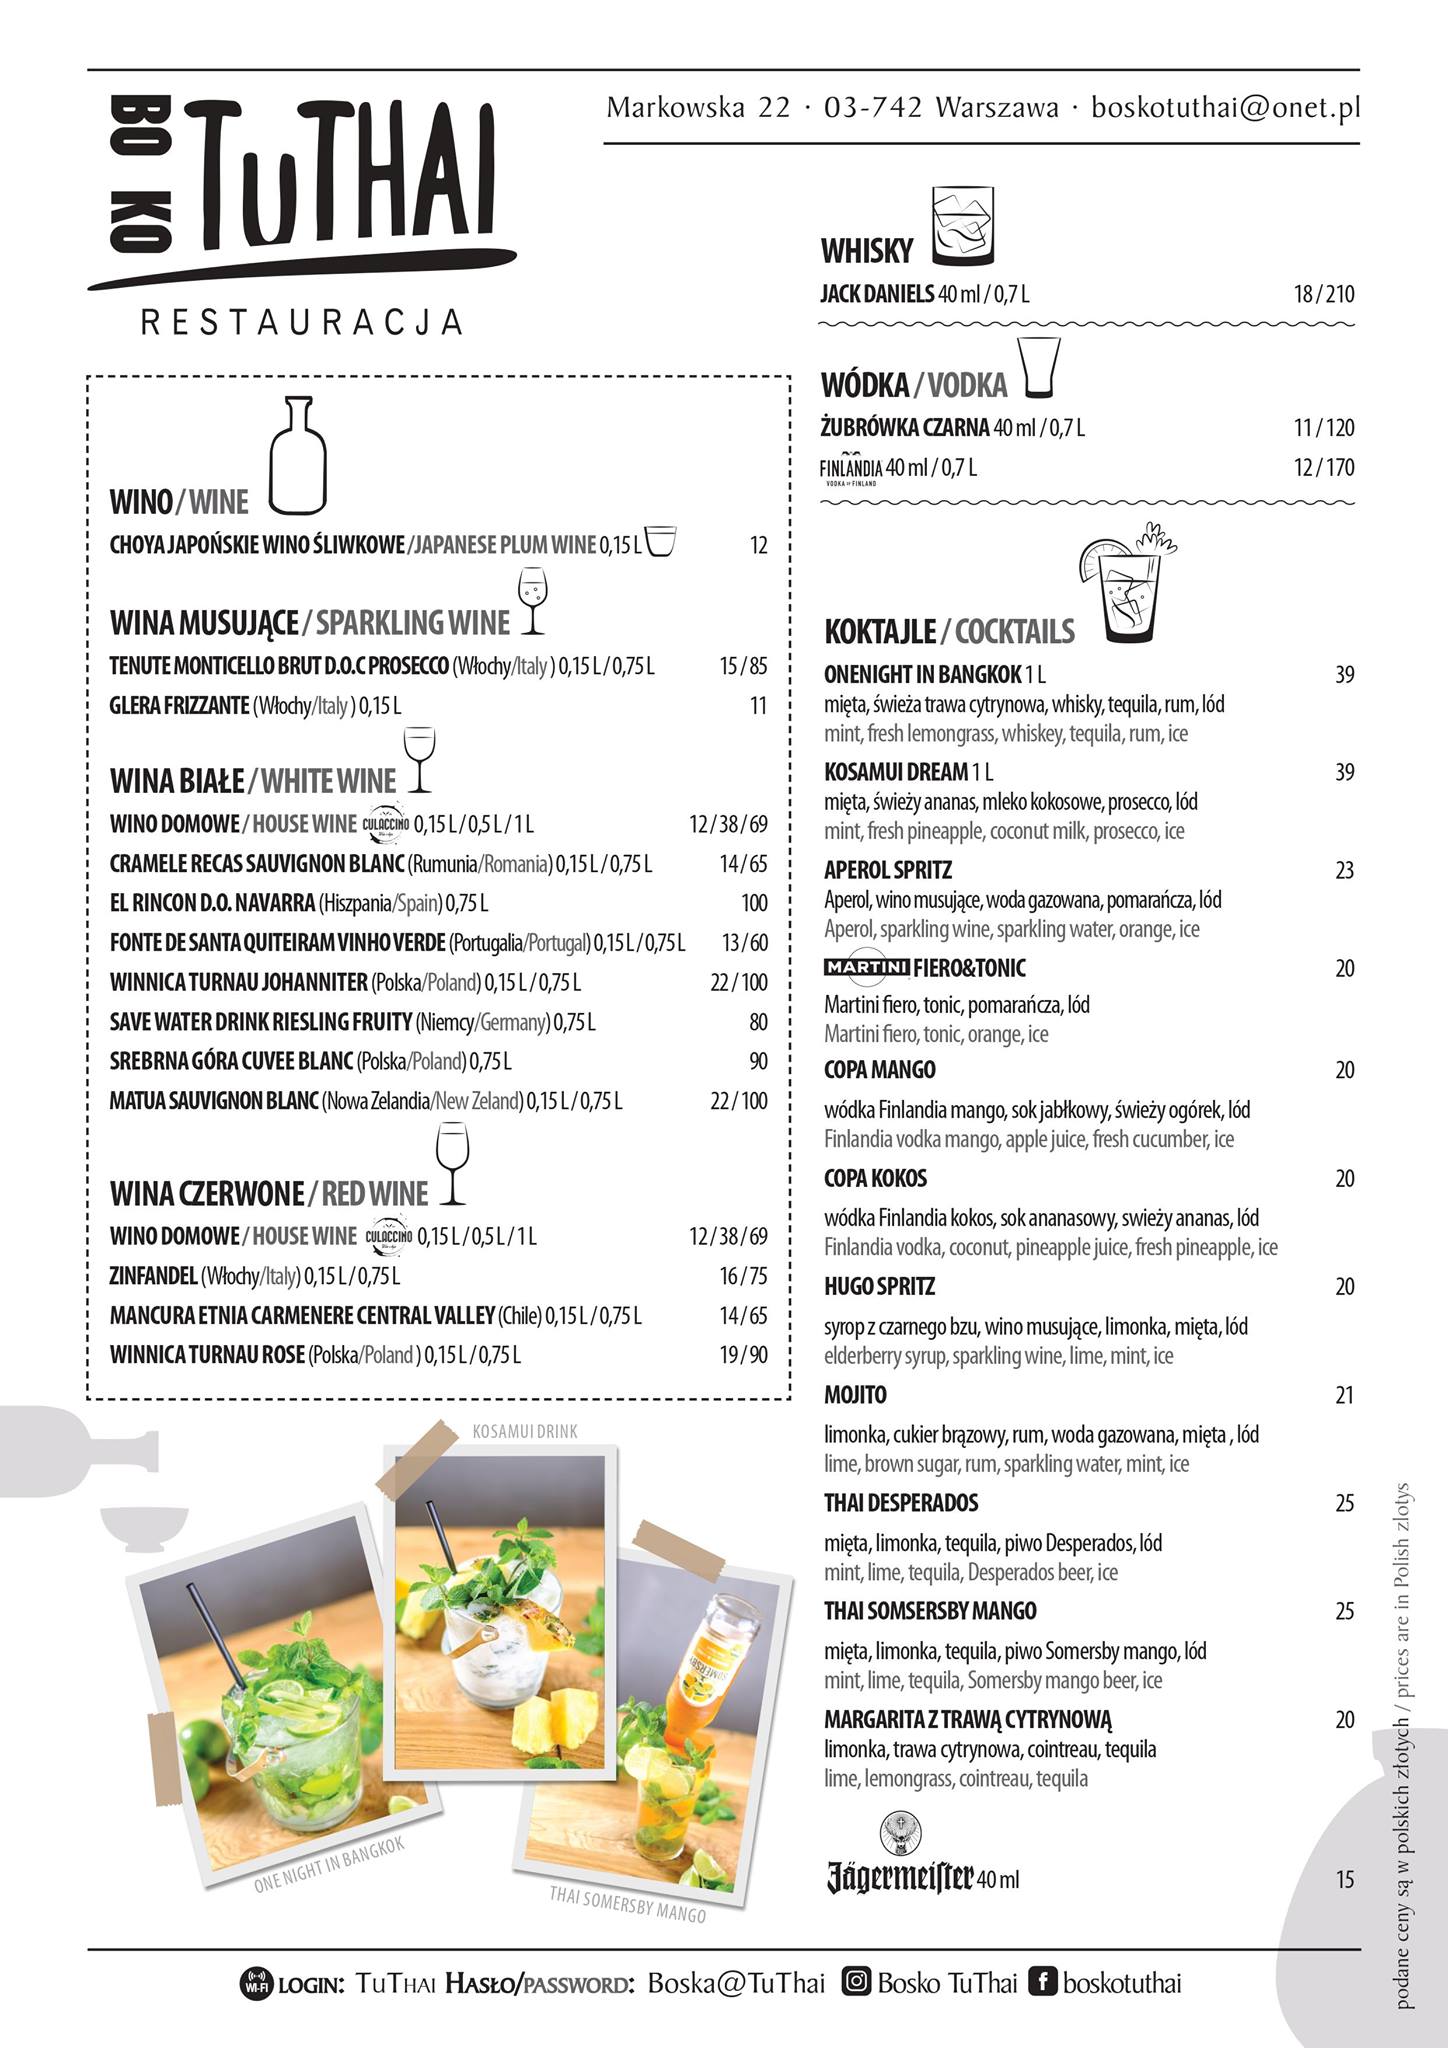 BO KO TuTHAI
RESTAURACJA
Markowska 22 · 03-742 Warszawa · boskotuthai@onet.pl
WINO / WINE
CHOYA JAPOŃSKIE WINO ŚLIWKOWE /JAPANESE PLUM WINE 0,15 L 12
WINA MUSUJĄCE / SPARKLING WINE
TENUTE MONTICELLO BRUT D.O.C PROSECCO (Włochy/Italy ) 0,15 L / 0,75 L 15 / 85
GLERA FRIZZANTE (Włochy/Italy ) 0,15 L 11
WINA BIAŁE / WHITE WINE
WINO DOMOWE / HOUSE WINE CULACCINO 0,15 L / 0,5 L / 1 L 12 / 38 / 69
CRAMELE RECAS SAUVIGNON BLANC (Rumunia/Romania) 0,15 L / 0,75 L 14 / 65
EL RINCON D.O. NAVARRA (Hiszpania/Spain) 0,75 L 100
FONTE DE SANTA QUITEIRAM VINHO VERDE (Portugalia/Portugal) 0,15 L / 0,75 L 13 / 60
WINNICA TURNAU JOHANNITER (Polska/Poland) 0,15 L / 0,75 L 22 / 100
SAVE WATER DRINK RIESLING FRUITY (Niemcy/Germany) 0,75 L 80
SREBRNA GÓRA CUVEE BLANC (Polska/Poland) 0,75 L 90
MATUA SAUVIGNON BLANC (Nowa Zelandia/New Zeland) 0,15 L / 0,75 L 22 / 100
WINA CZERWONE / RED WINE
WINO DOMOWE / HOUSE WINE CULACCINO 0,15 L / 0,5 L / 1 L 12 / 38 / 69
ZINFANDEL (Włochy/Italy) 0,15 L / 0,75 L 16 / 75
MANCURA ETNIA CARMENERE CENTRAL VALLEY (Chile) 0,15 L / 0,75 L 14 / 65
WINNICA TURNAU ROSE (Polska/Poland ) 0,15 L / 0,75 L 19 / 90
KOSAMUI DRINK
ONE NIGHT IN BANGKOK
SOMERSBY
THAI SOMERSBY MANGO
WHISKY
JACK DANIELS 40 ml / 0,7 L 18 / 210
WÓDKA / VODKA
ŻUBRÓWKA CZARNA 40 ml / 0,7 L 11 / 120
FINLANDIA 40 ml / 0,7 L 12 / 170
VODKA OF FINLAND
KOKTAJLE / COCKTAILS
ONENIGHT IN BANGKOK 1 L 39
mięta, świeża trawa cytrynowa, whisky, tequila, rum, lód
mint, fresh lemongrass, whiskey, tequila, rum, ice
KOSAMUI DREAM 1 L 39
mięta, świeży ananas, mleko kokosowe, prosecco, lód
mint, fresh pineapple, coconut milk, prosecco, ice
APEROL SPRITZ 23
Aperol, wino musujące, woda gazowana, pomarańcza, lód
Aperol, sparkling wine, sparkling water, orange, ice
MARTINI FIERO&TONIC 20
Martini fiero, tonic, pomarańcza, lód
Martini fiero, tonic, orange, ice
COPA MANGO 20
wódka Finlandia mango, sok jabłkowy, świeży ogórek, lód
Finlandia vodka mango, apple juice, fresh cucumber, ice
COPA KOKOS 20
wódka Finlandia kokos, sok ananasowy, swieży ananas, lód
Finlandia vodka, coconut, pineapple juice, fresh pineapple, ice
HUGO SPRITZ 20
syrop z czarnego bzu, wino musujące, limonka, mięta, lód
elderberry syrup, sparkling wine, lime, mint, ice
MOJITO 21
limonka, cukier brązowy, rum, woda gazowana, mięta , lód
lime, brown sugar, rum, sparkling water, mint, ice
THAI DESPERADOS 25
mięta, limonka, tequila, piwo Desperados, lód
mint, lime, tequila, Desperados beer, ice
THAI SOMSERSBY MANGO 25
mięta, limonka, tequila, piwo Somersby mango, lód
mint, lime, tequila, Somersby mango beer, ice
MARGARITA Z TRAWĄ CYTRYNOWĄ 20
limonka, trawa cytrynowa, cointreau, tequila
lime, lemongrass, cointreau, tequila
Jägermeister 40 ml 15
podane ceny są w polskich złotych / prices are in Polish zlotys
Wi-Fi LOGIN: TuThai Hasło/password: Boska@TuThai Bosko TuThai boskotuthai